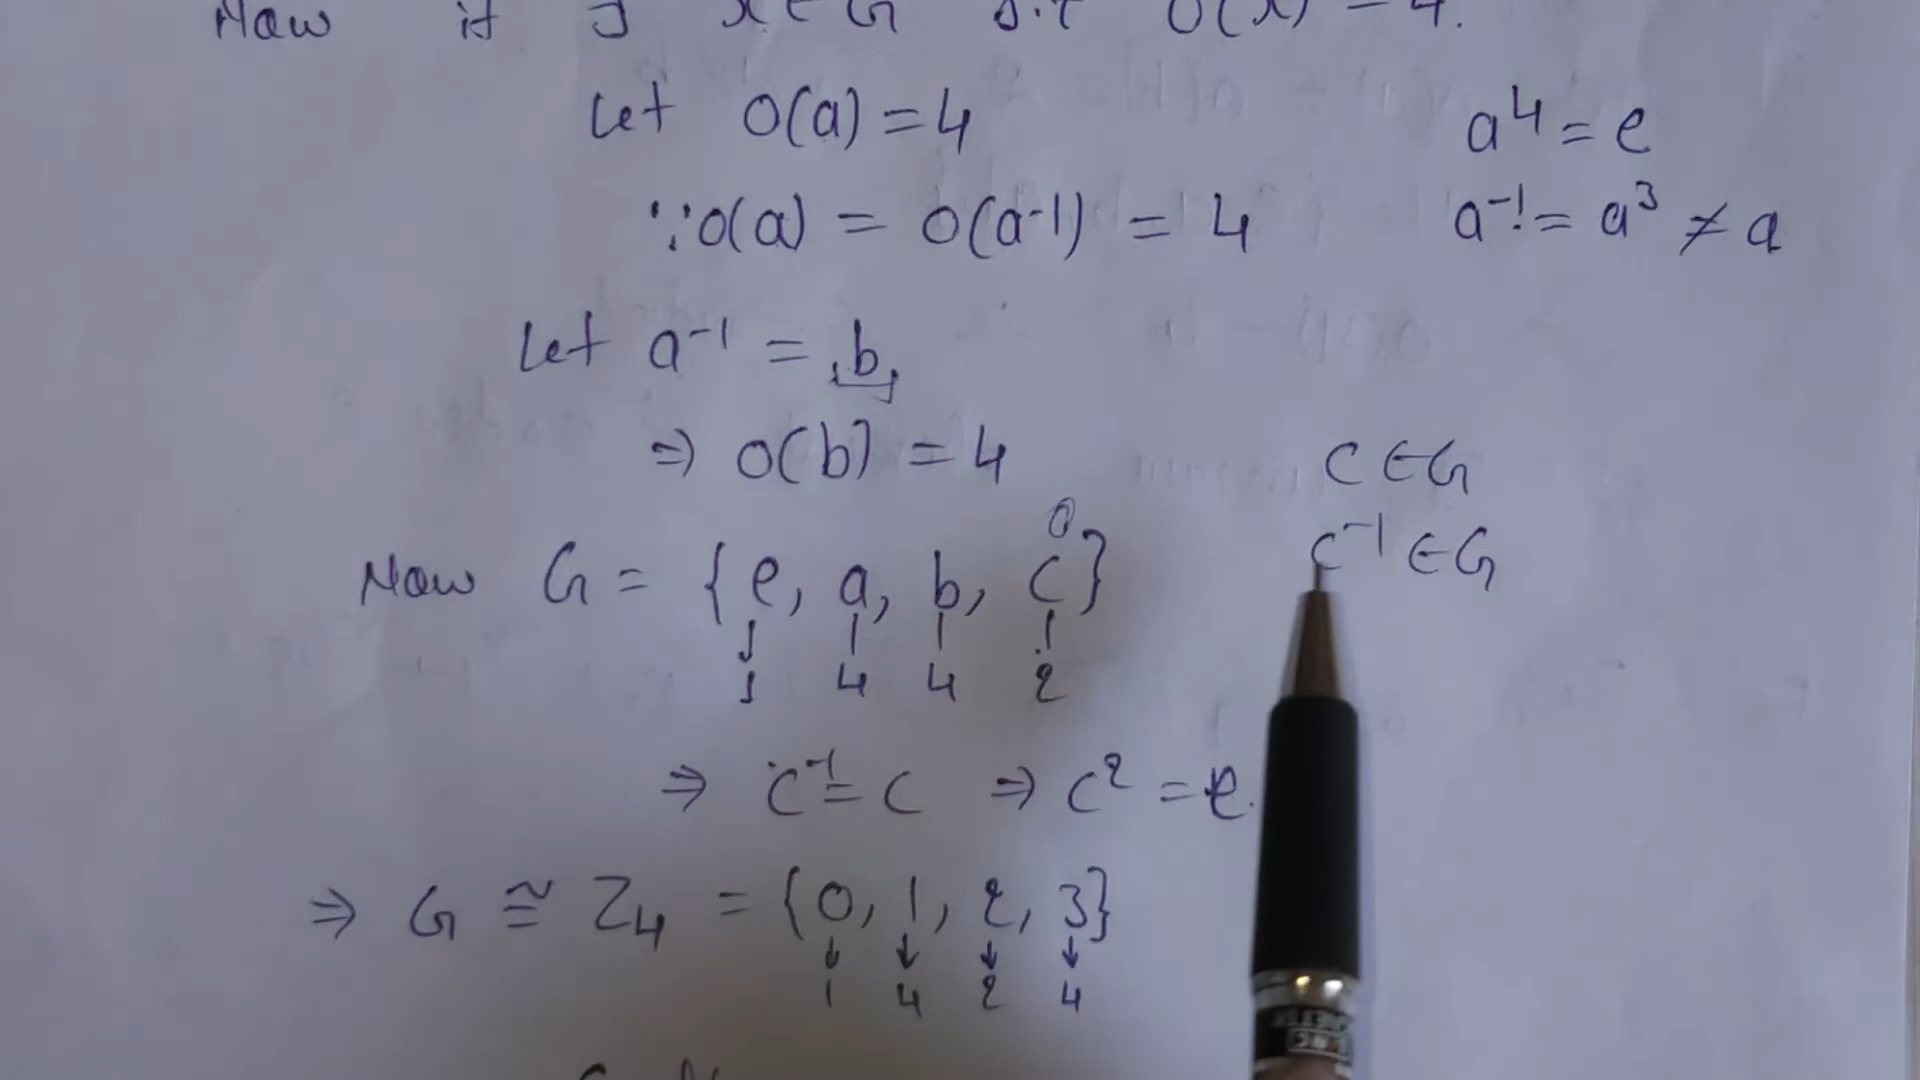 Now if ∃ x ∈ G s.t O(x) = 4.
Let O(a) = 4 a⁴ = e
∵ O(a) = O(a-1) = 4 a⁻¹ = a³ ≠ a
Let a⁻¹ = b
⇒ O(b) = 4 C ∈ G
Now G = {e, a, b, c} c⁻¹ ∈ G
1 4 4 2
⇒ c⁻¹ = c ⇒ c² = e.
⇒ G ≅ Z₄ = {0, 1, 2, 3}
↓ ↓ ↓ ↓
1 4 2 4